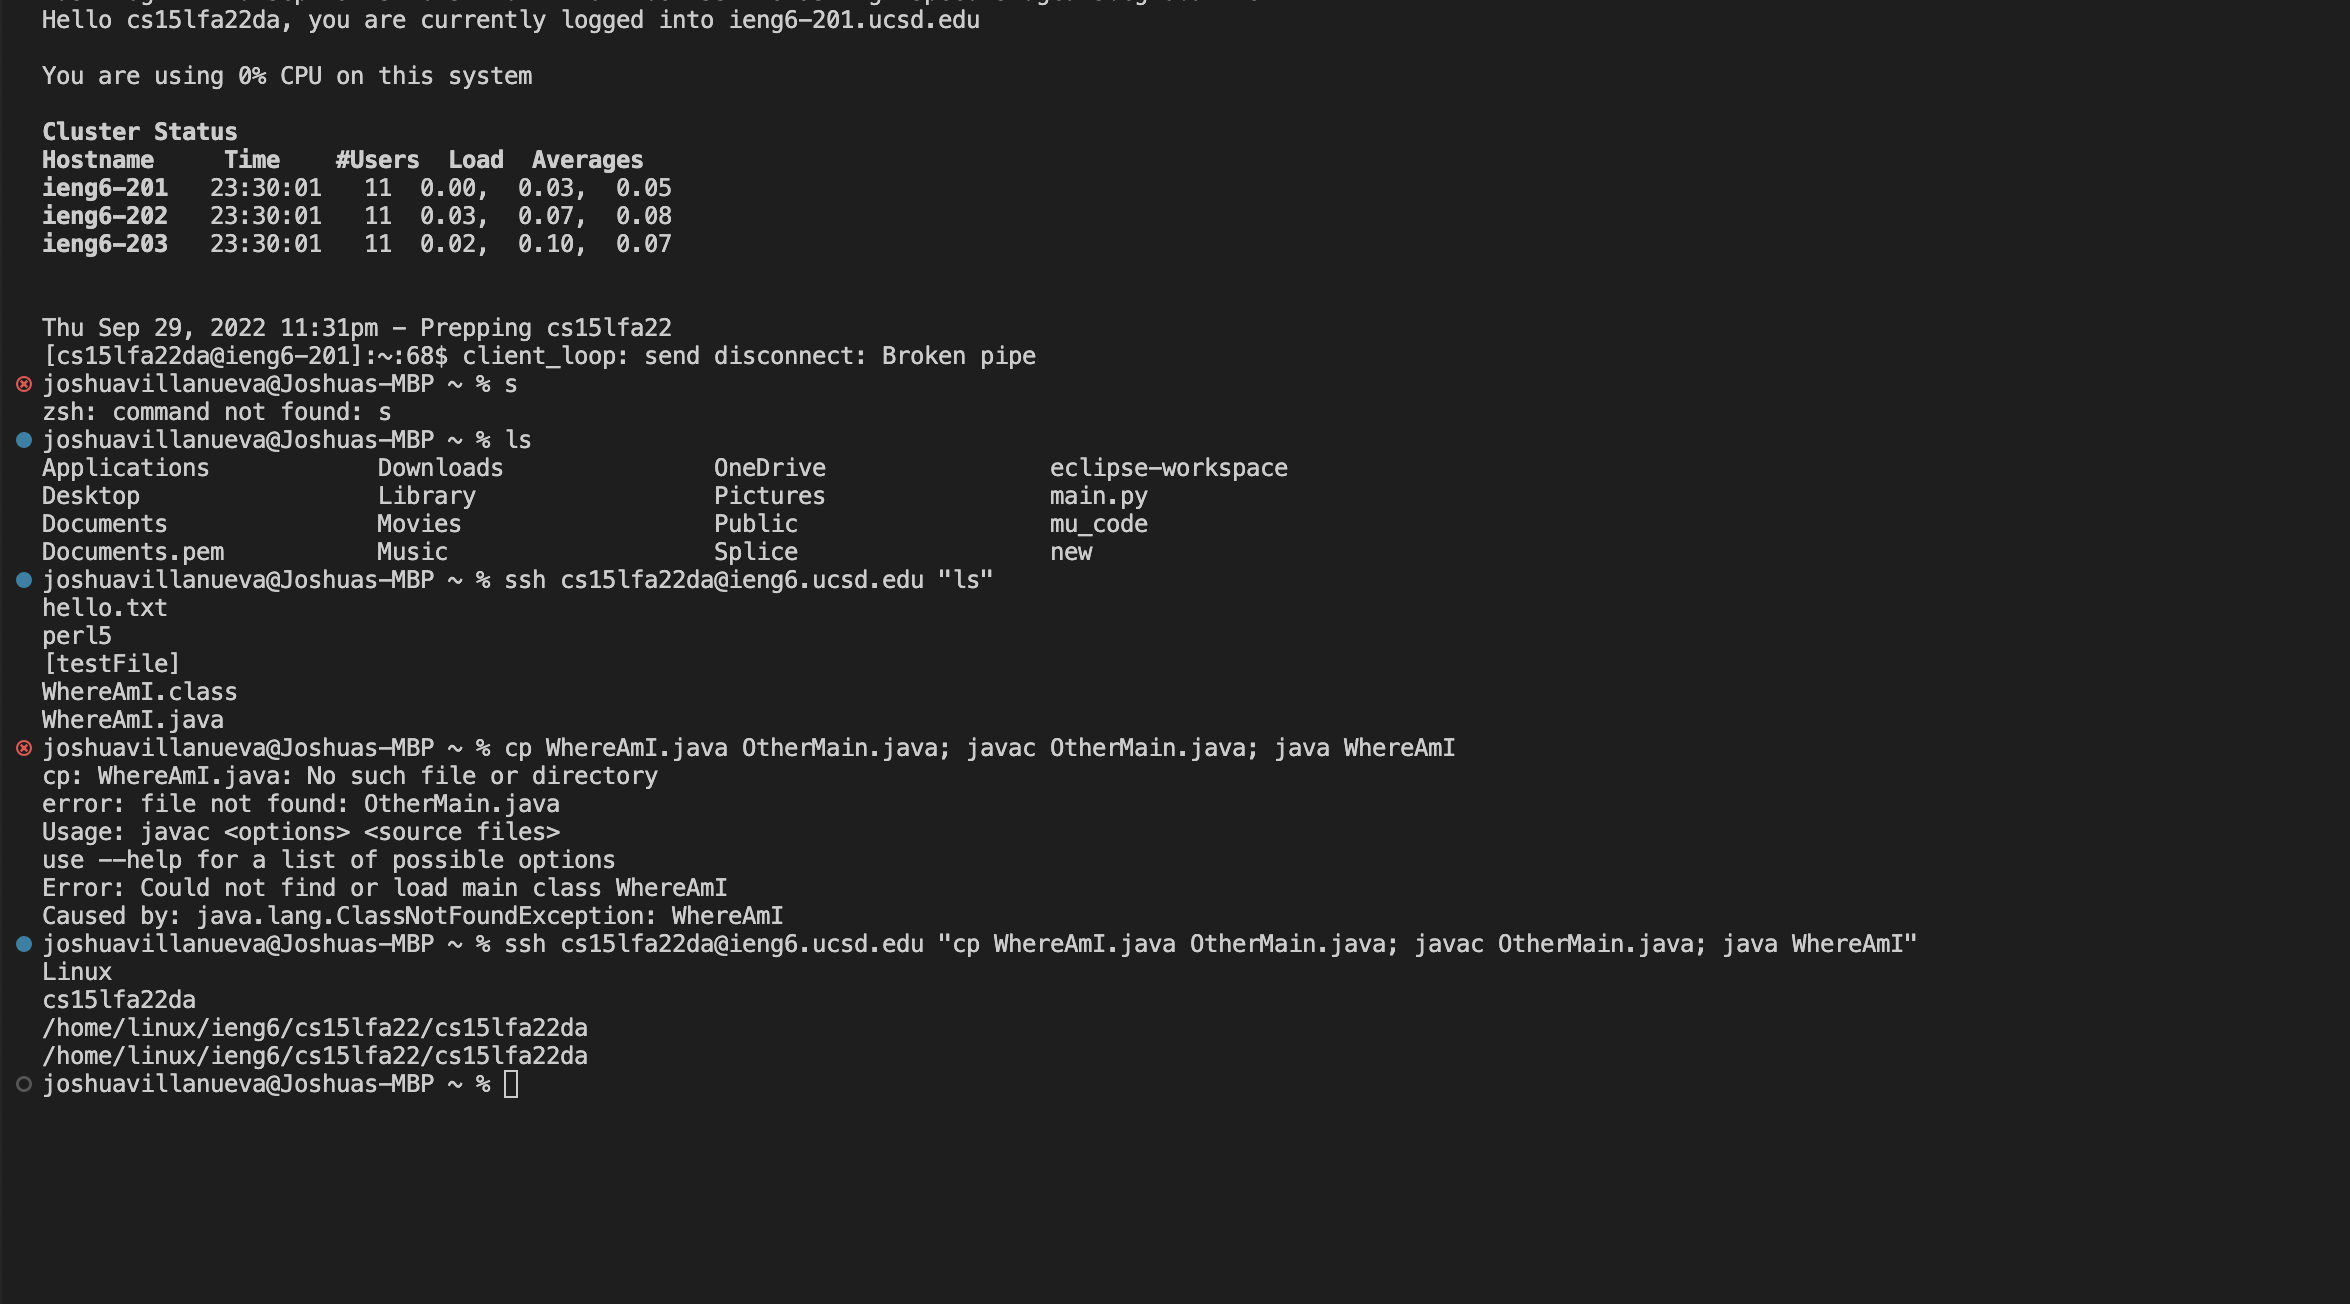 Hello cs15lfa22da, you are currently logged into ieng6-201.ucsd.edu
You are using 0% CPU on this system
Cluster Status
Hostname     Time    #Users  Load  Averages
ieng6-201   23:30:01   11  0.00,  0.03,  0.05
ieng6-202   23:30:01   11  0.03,  0.07,  0.08
ieng6-203   23:30:01   11  0.02,  0.10,  0.07
Thu Sep 29, 2022 11:31pm - Prepping cs15lfa22
[cs15lfa22da@ieng6-201]:~:68$ client_loop: send disconnect: Broken pipe
joshuavillanueva@Joshuas-MBP ~ % s
zsh: command not found: s
joshuavillanueva@Joshuas-MBP ~ % ls
Applications            Downloads               OneDrive                eclipse-workspace
Desktop                 Library                 Pictures                main.py
Documents               Movies                  Public                  mu_code
Documents.pem           Music                   Splice                  new
joshuavillanueva@Joshuas-MBP ~ % ssh cs15lfa22da@ieng6.ucsd.edu "ls"
hello.txt
perl5
[testFile]
WhereAmI.class
WhereAmI.java
joshuavillanueva@Joshuas-MBP ~ % cp WhereAmI.java OtherMain.java; javac OtherMain.java; java WhereAmI
cp: WhereAmI.java: No such file or directory
error: file not found: OtherMain.java
Usage: javac <options> <source files>
use --help for a list of possible options
Error: Could not find or load main class WhereAmI
Caused by: java.lang.ClassNotFoundException: WhereAmI
joshuavillanueva@Joshuas-MBP ~ % ssh cs15lfa22da@ieng6.ucsd.edu "cp WhereAmI.java OtherMain.java; javac OtherMain.java; java WhereAmI"
Linux
cs15lfa22da
/home/linux/ieng6/cs15lfa22/cs15lfa22da
/home/linux/ieng6/cs15lfa22/cs15lfa22da
joshuavillanueva@Joshuas-MBP ~ %